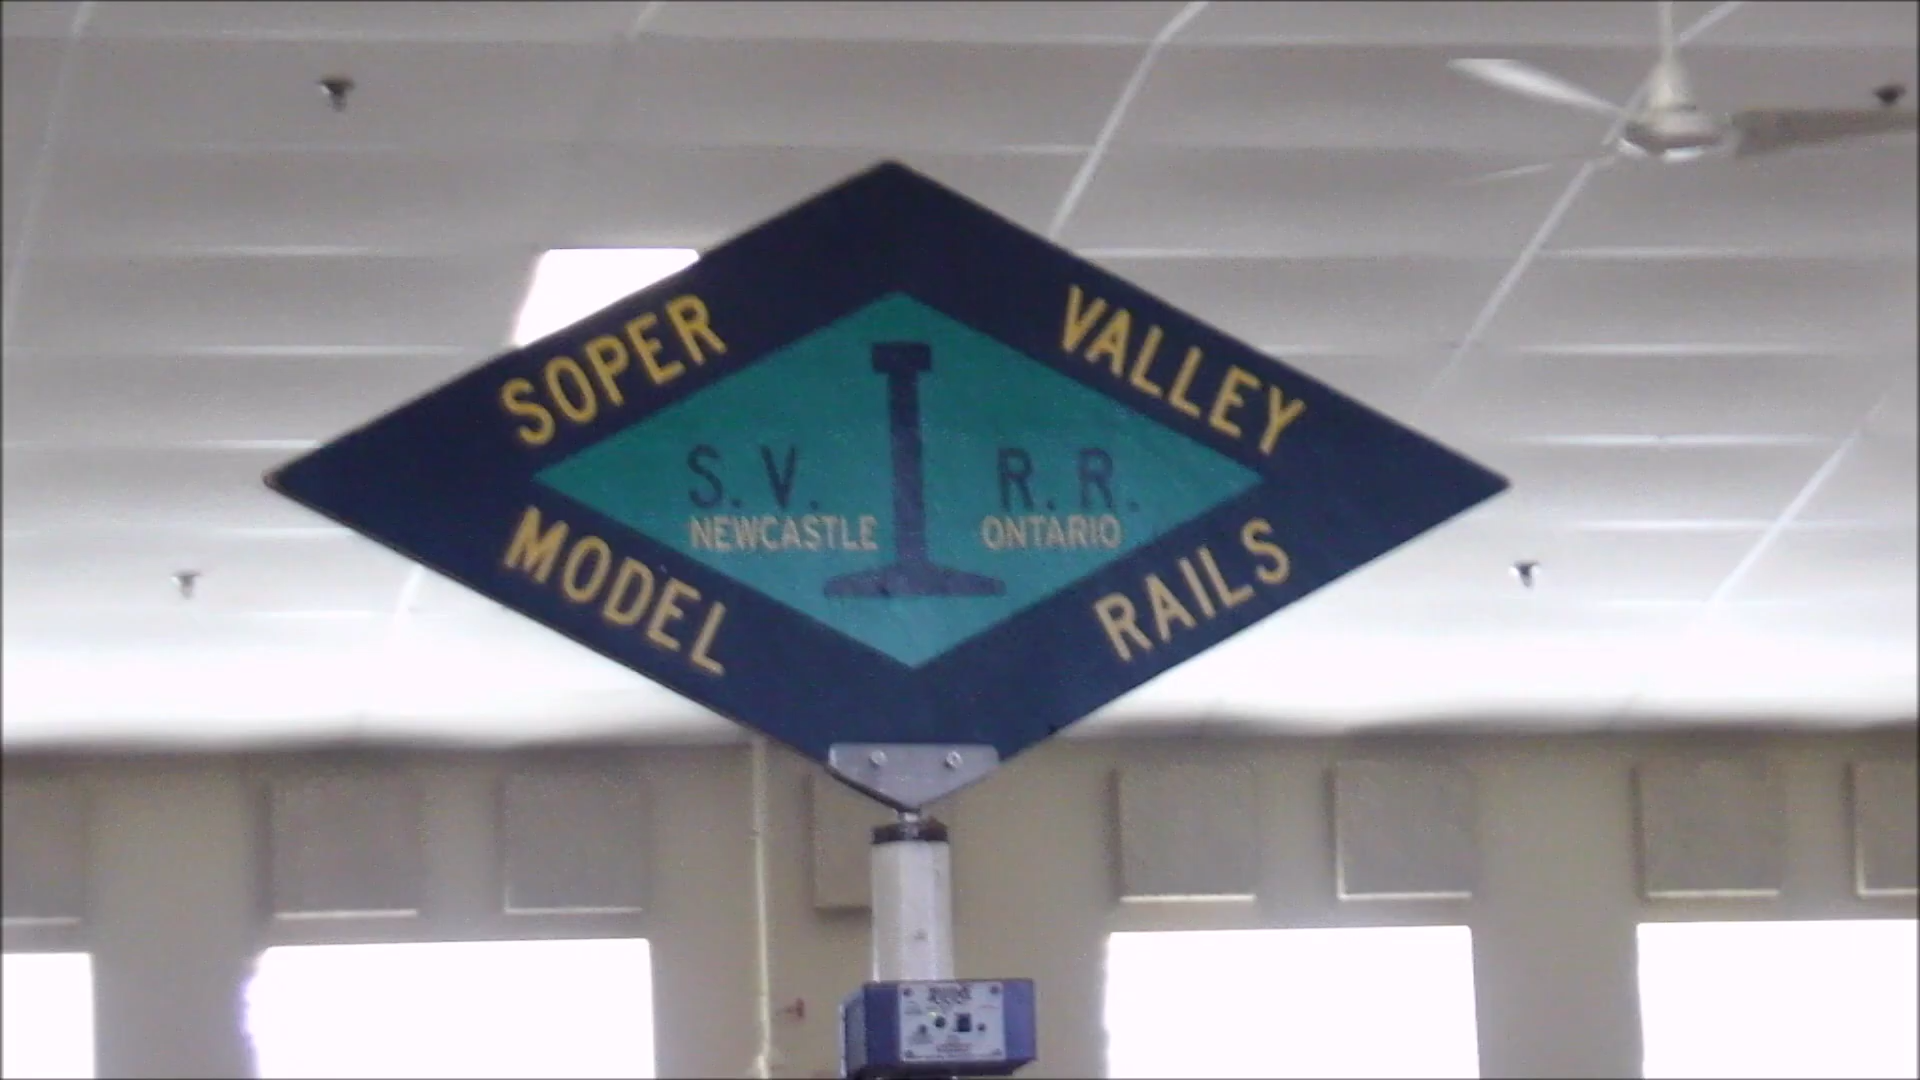 SOPER VALLEY
S. V. R. R.
NEWCASTLE ONTARIO
MODEL RAILS